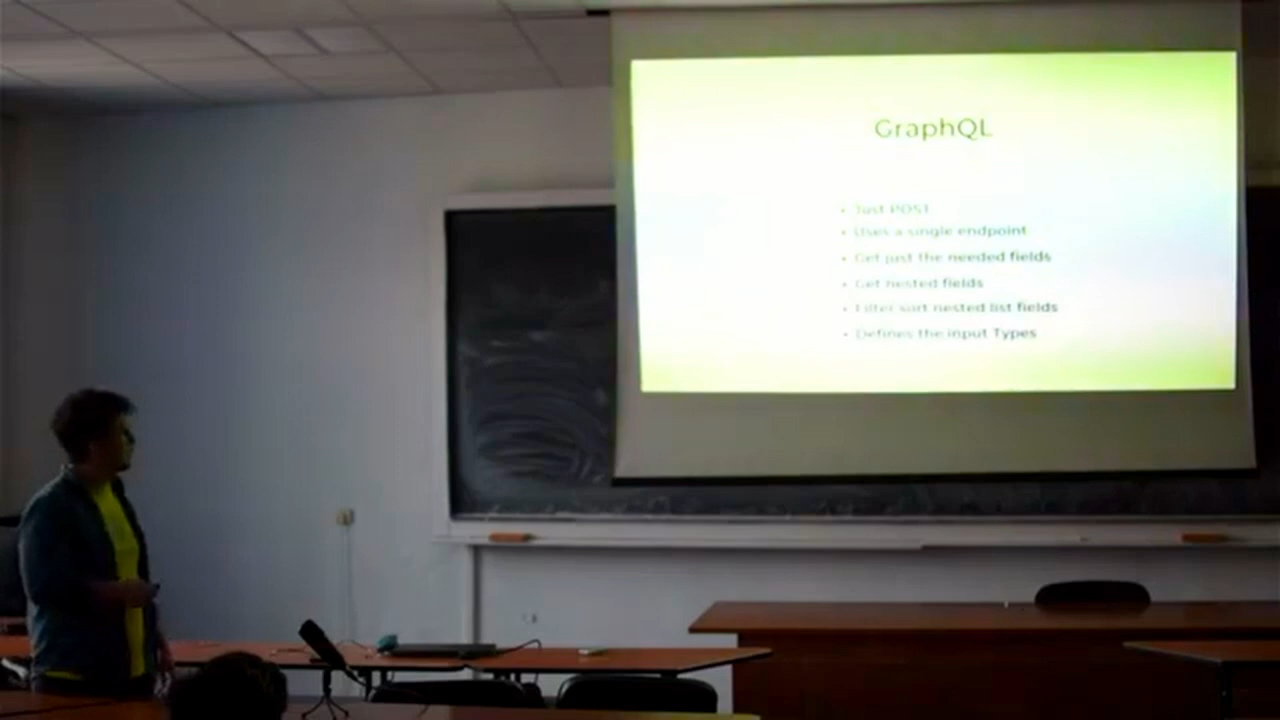 GraphQL
• Just POST
• Uses a single endpoint
• Get just the needed fields
• Get nested fields
• Filter sort nested list fields
• Defines the input Types